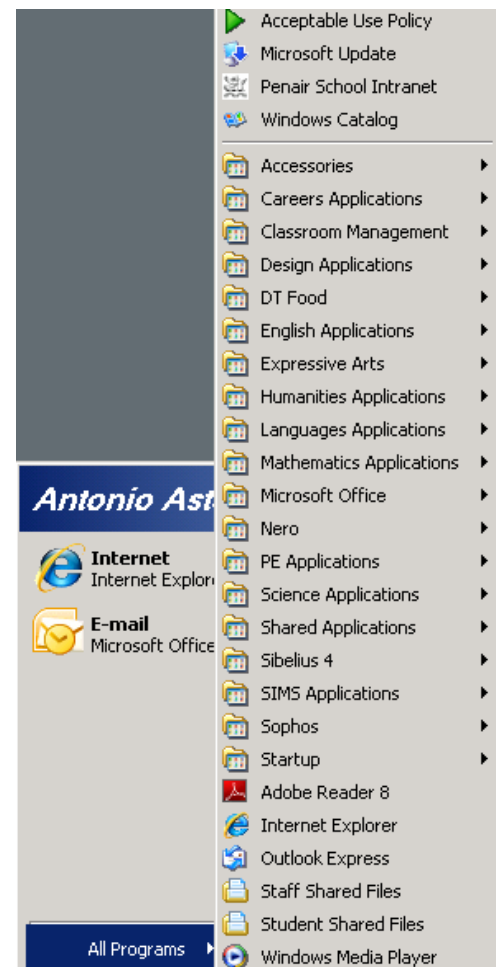 Acceptable Use Policy
Microsoft Update
Penair School Intranet
Windows Catalog
Accessories
Careers Applications
Classroom Management
Design Applications
DT Food
English Applications
Expressive Arts
Humanities Applications
Languages Applications
Mathematics Applications
Microsoft Office
Nero
PE Applications
Science Applications
Shared Applications
Sibelius 4
SIMS Applications
Sophos
Startup
Adobe Reader 8
Internet Explorer
Outlook Express
Staff Shared Files
Student Shared Files
Windows Media Player
Antonio
Internet
Internet
E-mail
Microsoft Office
All Programs